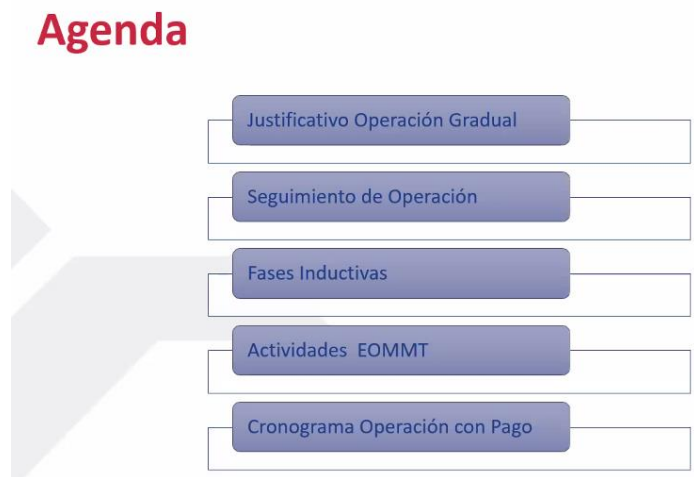 Agenda
Justificativo Operación Gradual
Seguimiento de Operación
Fases Inductivas
Actividades EOMMT
Cronograma Operación con Pago